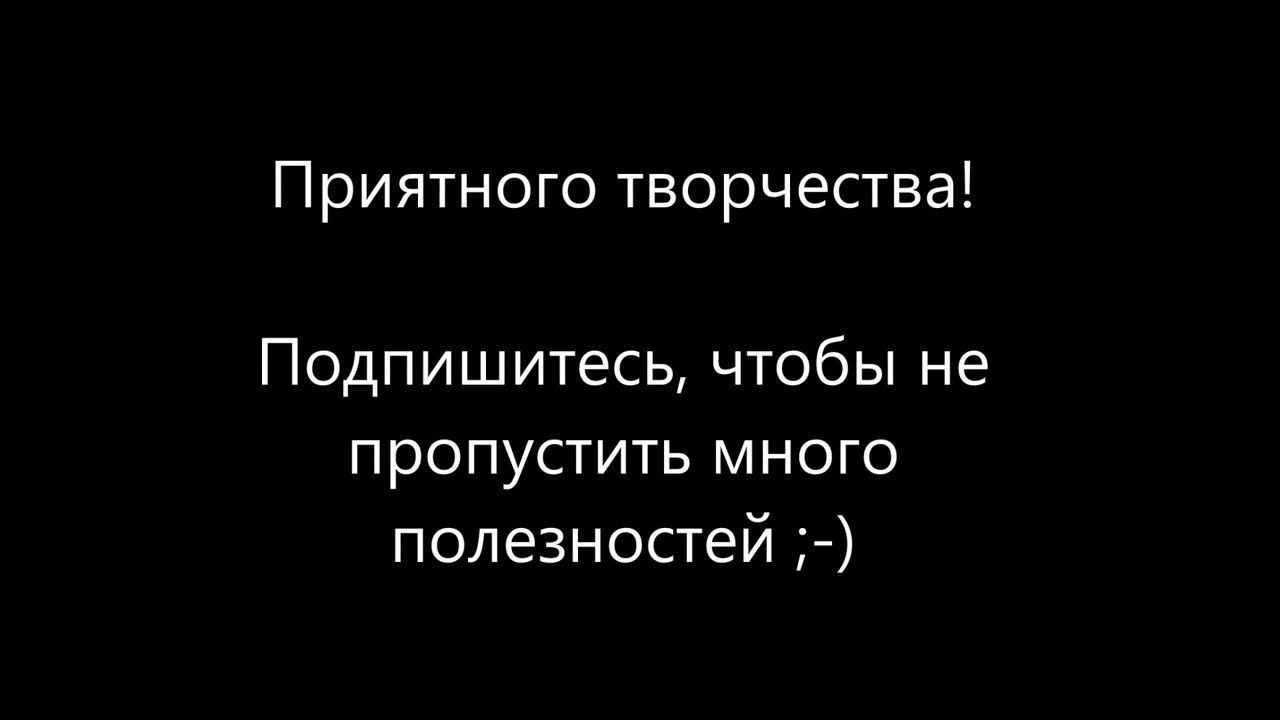 Приятного творчества!
Подпишитесь, чтобы не
пропустить много
полезностей ;-)